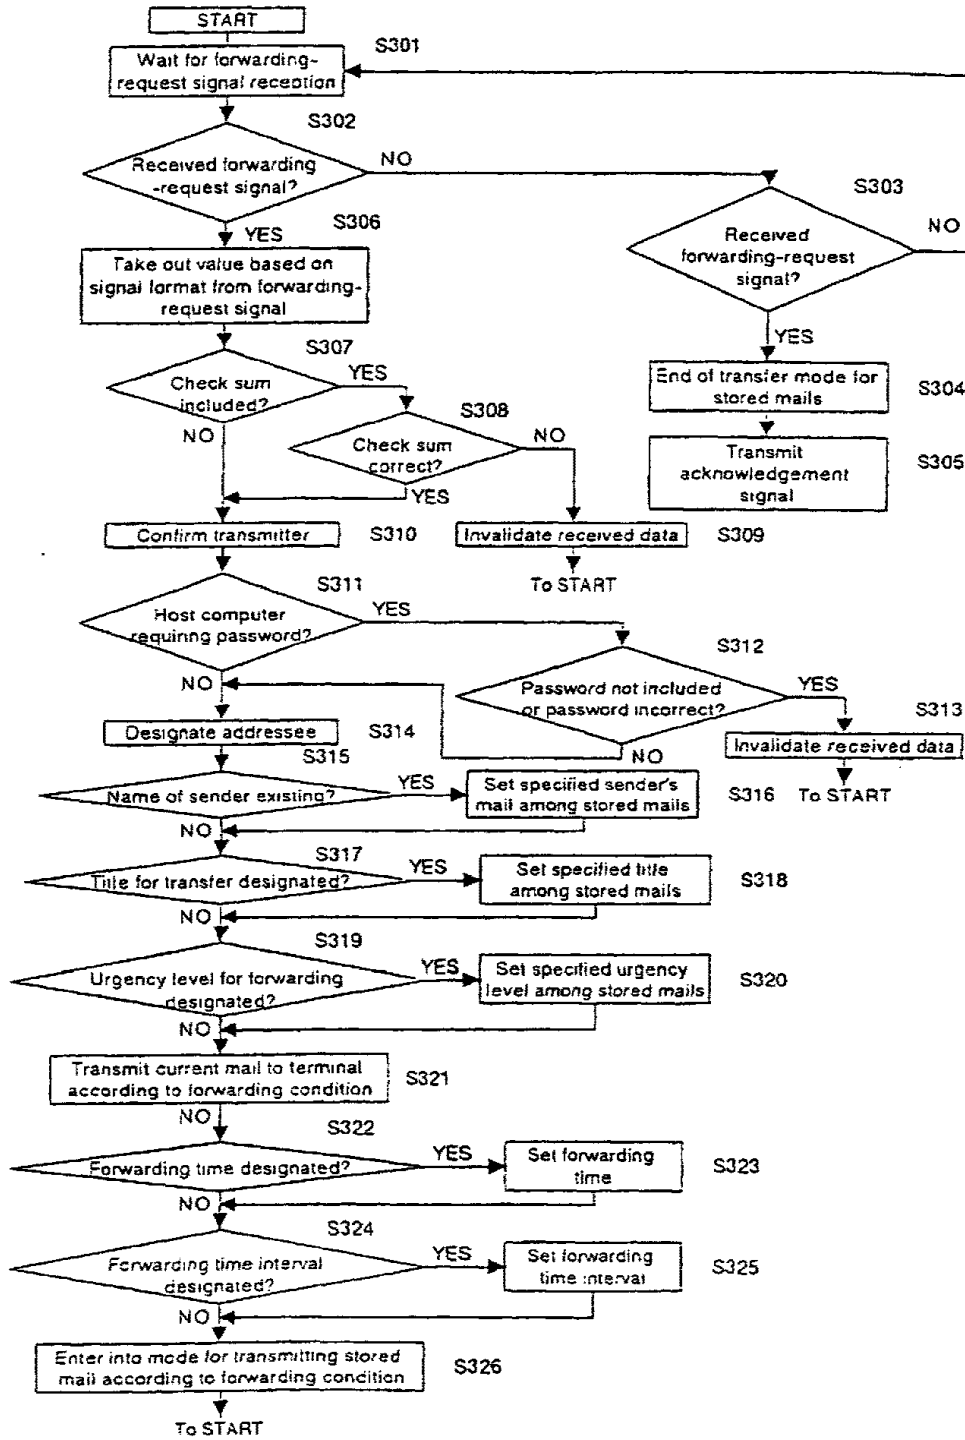 START
S301
Wait for forwarding-
request signal reception
S302
Received forwarding
-request signal?
NO
S303
Received
forwarding-request
signal?
NO
YES
S306
YES
Take out value based on
signal format from forwarding-
request signal
End of transfer mode for
stored mails
S304
Transmit
acknowledgement
signal
S305
S307
Check sum
included?
YES
NO
S308
Check sum
correct?
NO
YES
Confirm transmitter
S310
Invalidate received data
S309
To START
S311
Host computer
requiring password?
YES
NO
S312
Password not included
or password incorrect?
YES
NO
S313
Invalidate received data
To START
Designate addressee
S314
S315
Name of sender existing?
YES
Set specified sender's
mail among stored mails
S316
NO
S317
Title for transfer designated?
YES
Set specified title
among stored mails
S318
NO
S319
Urgency level for forwarding
designated?
YES
Set specified urgency
level among stored mails
S320
NO
Transmit current mail to terminal
according to forwarding condition
S321
NO
S322
Forwarding time designated?
YES
Set forwarding
time
S323
NO
S324
Forwarding time interval
designated?
YES
Set forwarding
time interval
S325
NO
Enter into mode for transmitting stored
mail according to forwarding condition
S326
To START